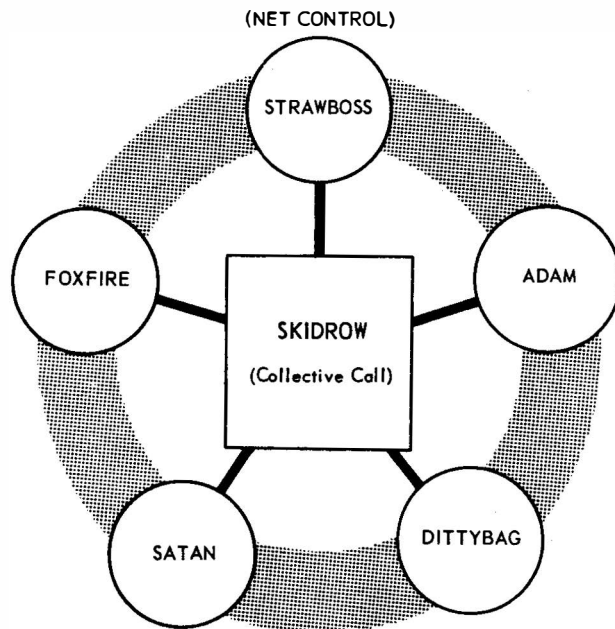 (NET CONTROL)
STRAWBOSS
FOXFIRE
ADAM
SKIDROW
(Collective Call)
SATAN
DITTYBAG